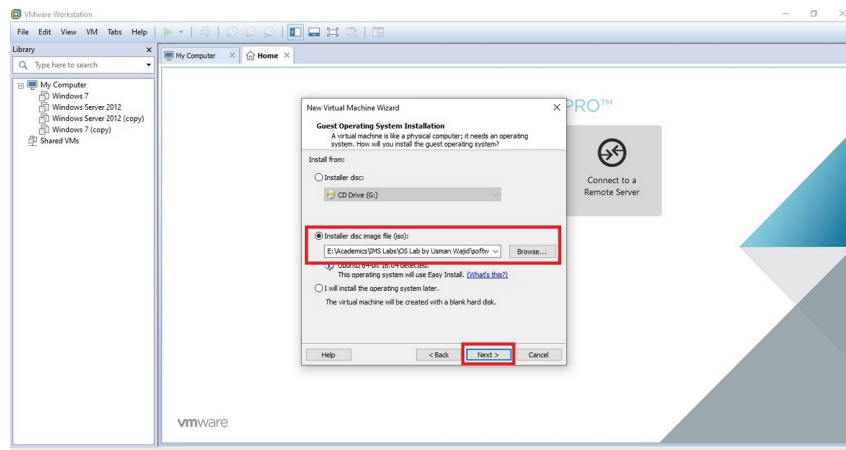 VMware Workstation
File Edit View VM Tabs Help
Library
Type here to search
My Computer
Windows 7
Windows Server 2012
Windows Server 2012 (copy)
Windows 7 (copy)
Shared VMs
My Computer
Home
PRO™
New Virtual Machine Wizard
Guest Operating System Installation
A virtual machine is like a physical computer; it needs an operating
system. How will you install the guest operating system?
Install from:
Installer disc:
CD Drive (G:)
Installer disc image file (iso):
E:\Academics\IMS Labs\OS Lab by Usman Wajid\softw
Browse...
Ubuntu 64-bit 16.04 detected.
This operating system will use Easy Install. (What's this?)
I will install the operating system later.
The virtual machine will be created with a blank hard disk.
Help
< Back
Next >
Cancel
Connect to a
Remote Server
vmware